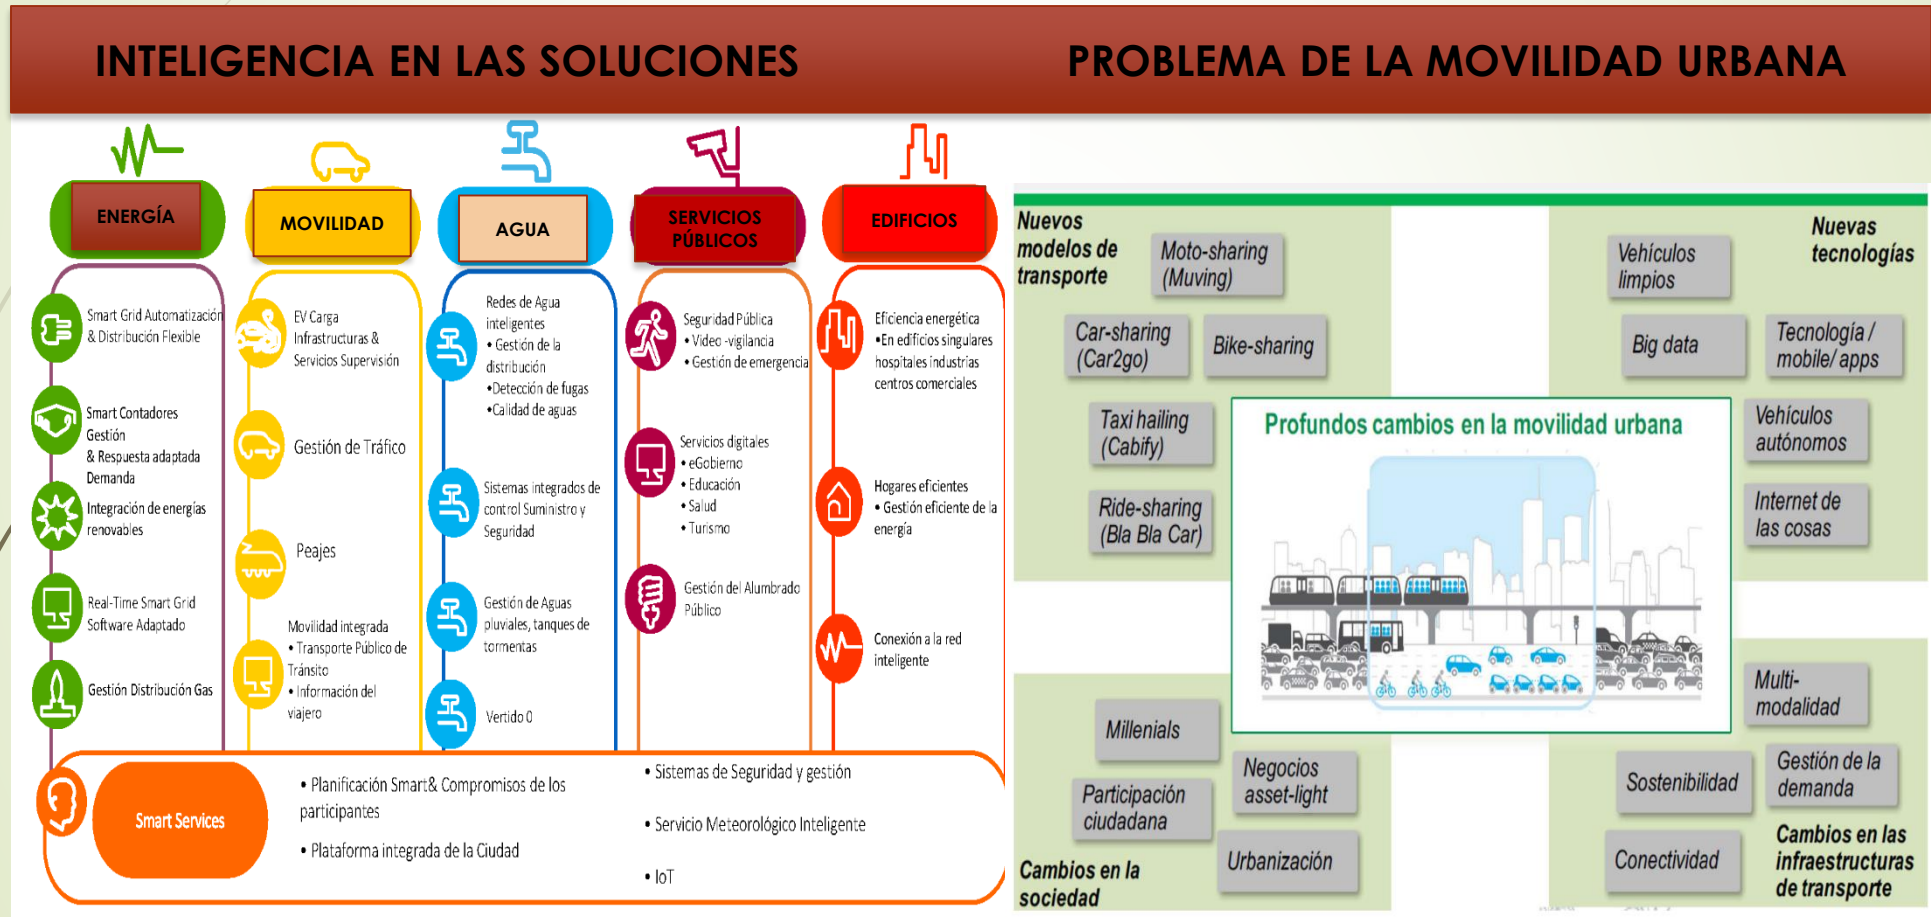 INTELIGENCIA EN LAS SOLUCIONES
PROBLEMA DE LA MOVILIDAD URBANA
ENERGÍA
Smart Grid Automatización
& Distribución Flexible
Smart Contadores
Gestión
& Respuesta adaptada
Demanda
Integración de energías
renovables
Real-Time Smart Grid
Software Adaptado
Gestión Distribución Gas
MOVILIDAD
EV Carga
Infrastructuras &
Servicios Supervisión
Gestión de Tráfico
Peajes
Movilidad integrada
• Transporte Público de
Tránsito
• Información del
viajero
AGUA
Redes de Agua
inteligentes
• Gestión de la
distribución
•Detección de fugas
•Calidad de aguas
Sistemas integrados de
control Suministro y
Seguridad
Gestión de Aguas
pluviales, tanques de
tormentas
Vertido 0
SERVICIOS
PÚBLICOS
Seguridad Pública
• Video -vigilancia
• Gestión de emergencia
Servicios digitales
• eGobierno
• Educación
• Salud
• Turismo
Gestión del Alumbrado
Público
EDIFICIOS
Eficiencia energética
•En edificios singulares
hospitales industrias
centros comerciales
Hogares eficientes
• Gestión eficiente de la
energía
Conexión a la red
inteligente
Smart Services
• Planificación Smart& Compromisos de los
participantes
• Plataforma integrada de la Ciudad
• Sistemas de Seguridad y gestión
• Servicio Meteorológico Inteligente
• IoT
Nuevos
modelos de
transporte
Moto-sharing
(Muving)
Car-sharing
(Car2go)
Bike-sharing
Taxi hailing
(Cabify)
Ride-sharing
(Bla Bla Car)
Nuevas
tecnologías
Vehículos
limpios
Big data
Tecnología /
mobile/ apps
Vehículos
autónomos
Internet de
las cosas
Profundos cambios en la movilidad urbana
Millenials
Negocios
asset-light
Participación
ciudadana
Urbanización
Cambios en la
sociedad
Multi-
modalidad
Sostenibilidad
Gestión de la
demanda
Conectividad
Cambios en las
infraestructuras
de transporte